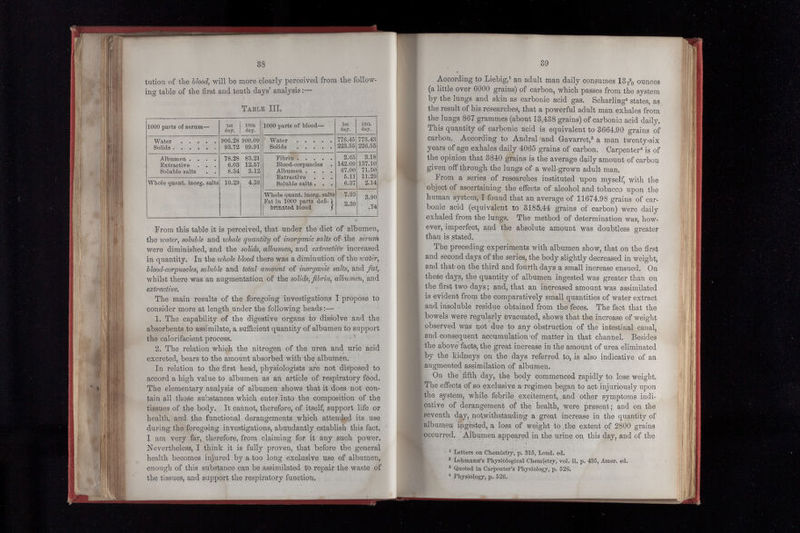 38
tution of the blood, will be more clearly perceived from the follow-
ing table of the first and tenth days' analysis:—
Table III.
1000 parts of serum— 1st day. 10th day. 1000 parts of blood— 1st day. 10th day.
Water . . . . . 906.28 900.09 Water . . . . . 776.45 773.45
Solids . . . . . 93.72 99.91 Solids . . . . . 223.55 226.55
Albumen . . . . 78.28 83.21 Fibrin . . . . . 2.65 3.18
Extractive . . . 6.03 12.57 Blood-corpuscles . 142.09 137.10
Soluble salts . . 8.34 3.12 Albumen . . . . 67.00 71.50
Extractive . . . 5.11 11.29
Whole quant. inorg. salts 10.29 4.38 Soluble salts . . 6.37 2.14
Whole quant. inorg. salts 7.93 3.90
Fat in 1000 parts defi-
brinated blood 2.39 .74
From this table it is perceived, that under the diet of albumen,
the water, soluble and whole quantity of inorganic salts of the serum
were diminished, and the solids, albumen, and extractive increased
in quantity. In the whole blood there was a diminution of the water,
blood-corpuscles, soluble and total amount of inorganic salts, and fat,
whilst there was an augmentation of the solids, fibrin, albumen, and
extractive.
The main results of the foregoing investigations I propose to
consider more at length under the following heads:—
1. The capability of the digestive organs to dissolve and the
absorbents to assimilate, a sufficient quantity of albumen to support
the calorifacient process.
2. The relation which the nitrogen of the urea and uric acid
excreted, bears to the amount absorbed with the albumen.
In relation to the first head, physiologists are not disposed to
accord a high value to albumen as an article of respiratory food.
The elementary analysis of albumen shows that it does not con-
tain all those substances which enter into the composition of the
tissues of the body. It cannot, therefore, of itself, support life or
health, and the functional derangements which attended its use
during the foregoing investigations, abundantly establish this fact.
I am very far, therefore, from claiming for it any such power.
Nevertheless, I think it is fully proven, that before the general
health becomes injured by a too long exclusive use of albumen,
enough of this substance can be assimilated to repair the waste of
the tissues, and support the respiratory function.
39
According to Liebig,¹ an adult man daily consumes 13 9/10 ounces
(a little over 6000 grains) of carbon, which passes from the system
by the lungs and skin as carbonic acid gas. Scharling² states, as
the result of his researches, that a powerful adult man exhales from
the lungs 867 grammes (about 13,438 grains) of carbonic acid daily.
This quantity of carbonic acid is equivalent to 3664.90 grains of
carbon. According to Andral and Gavarret,³ a man twenty-six
years of age exhales daily 4065 grains of carbon. Carpenter⁴ is of
the opinion that 3840 grains is the average daily amount of carbon
given off through the lungs of a well-grown adult man.
From a series of researches instituted upon myself, with the
object of ascertaining the effects of alcohol and tobacco upon the
human system, I found that an average of 11674.98 grains of car-
bonic acid (equivalent to 3185.44 grains of carbon) were daily
exhaled from the lungs. The method of determination was, how-
ever, imperfect, and the absolute amount was doubtless greater
than is stated.
The preceding experiments with albumen show, that on the first
and second days of the series, the body slightly decreased in weight,
and that on the third and fourth days a small increase ensued. On
these days, the quantity of albumen ingested was greater than on
the first two days; and, that an increased amount was assimilated
is evident from the comparatively small quantities of water extract
and insoluble residue obtained from the feces. The fact that the
bowels were regularly evacuated, shows that the increase of weight
observed was not due to any obstruction of the intestinal canal,
and consequent accumulation of matter in that channel. Besides
the above facts, the great increase in the amount of urea eliminated
by the kidneys on the days referred to, is also indicative of an
augmented assimilation of albumen.
On the fifth day, the body commenced rapidly to lose weight.
The effects of so exclusive a regimen began to act injuriously upon
the system, while febrile excitement, and other symptoms indi-
cative of derangement of the health, were present; and on the
seventh day, notwithstanding a great increase in the quantity of
albumen ingested, a loss of weight to the extent of 2800 grains
occurred. Albumen appeared in the urine on this day, and of the
¹ Letters on Chemistry, p. 315, Lond. ed.
² Lehmann's Physiological Chemistry, vol. ii. p. 435, Amer. ed.
³ Quoted in Carpenter's Physiology, p. 526.
⁴ Physiology, p. 526.